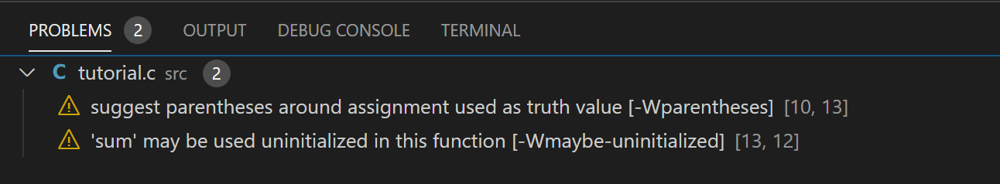 PROBLEMS 2 OUTPUT DEBUG CONSOLE TERMINAL
C tutorial.c src 2
suggest parentheses around assignment used as truth value [-Wparentheses] [10, 13]
'sum' may be used uninitialized in this function [-Wmaybe-uninitialized] [13, 12]